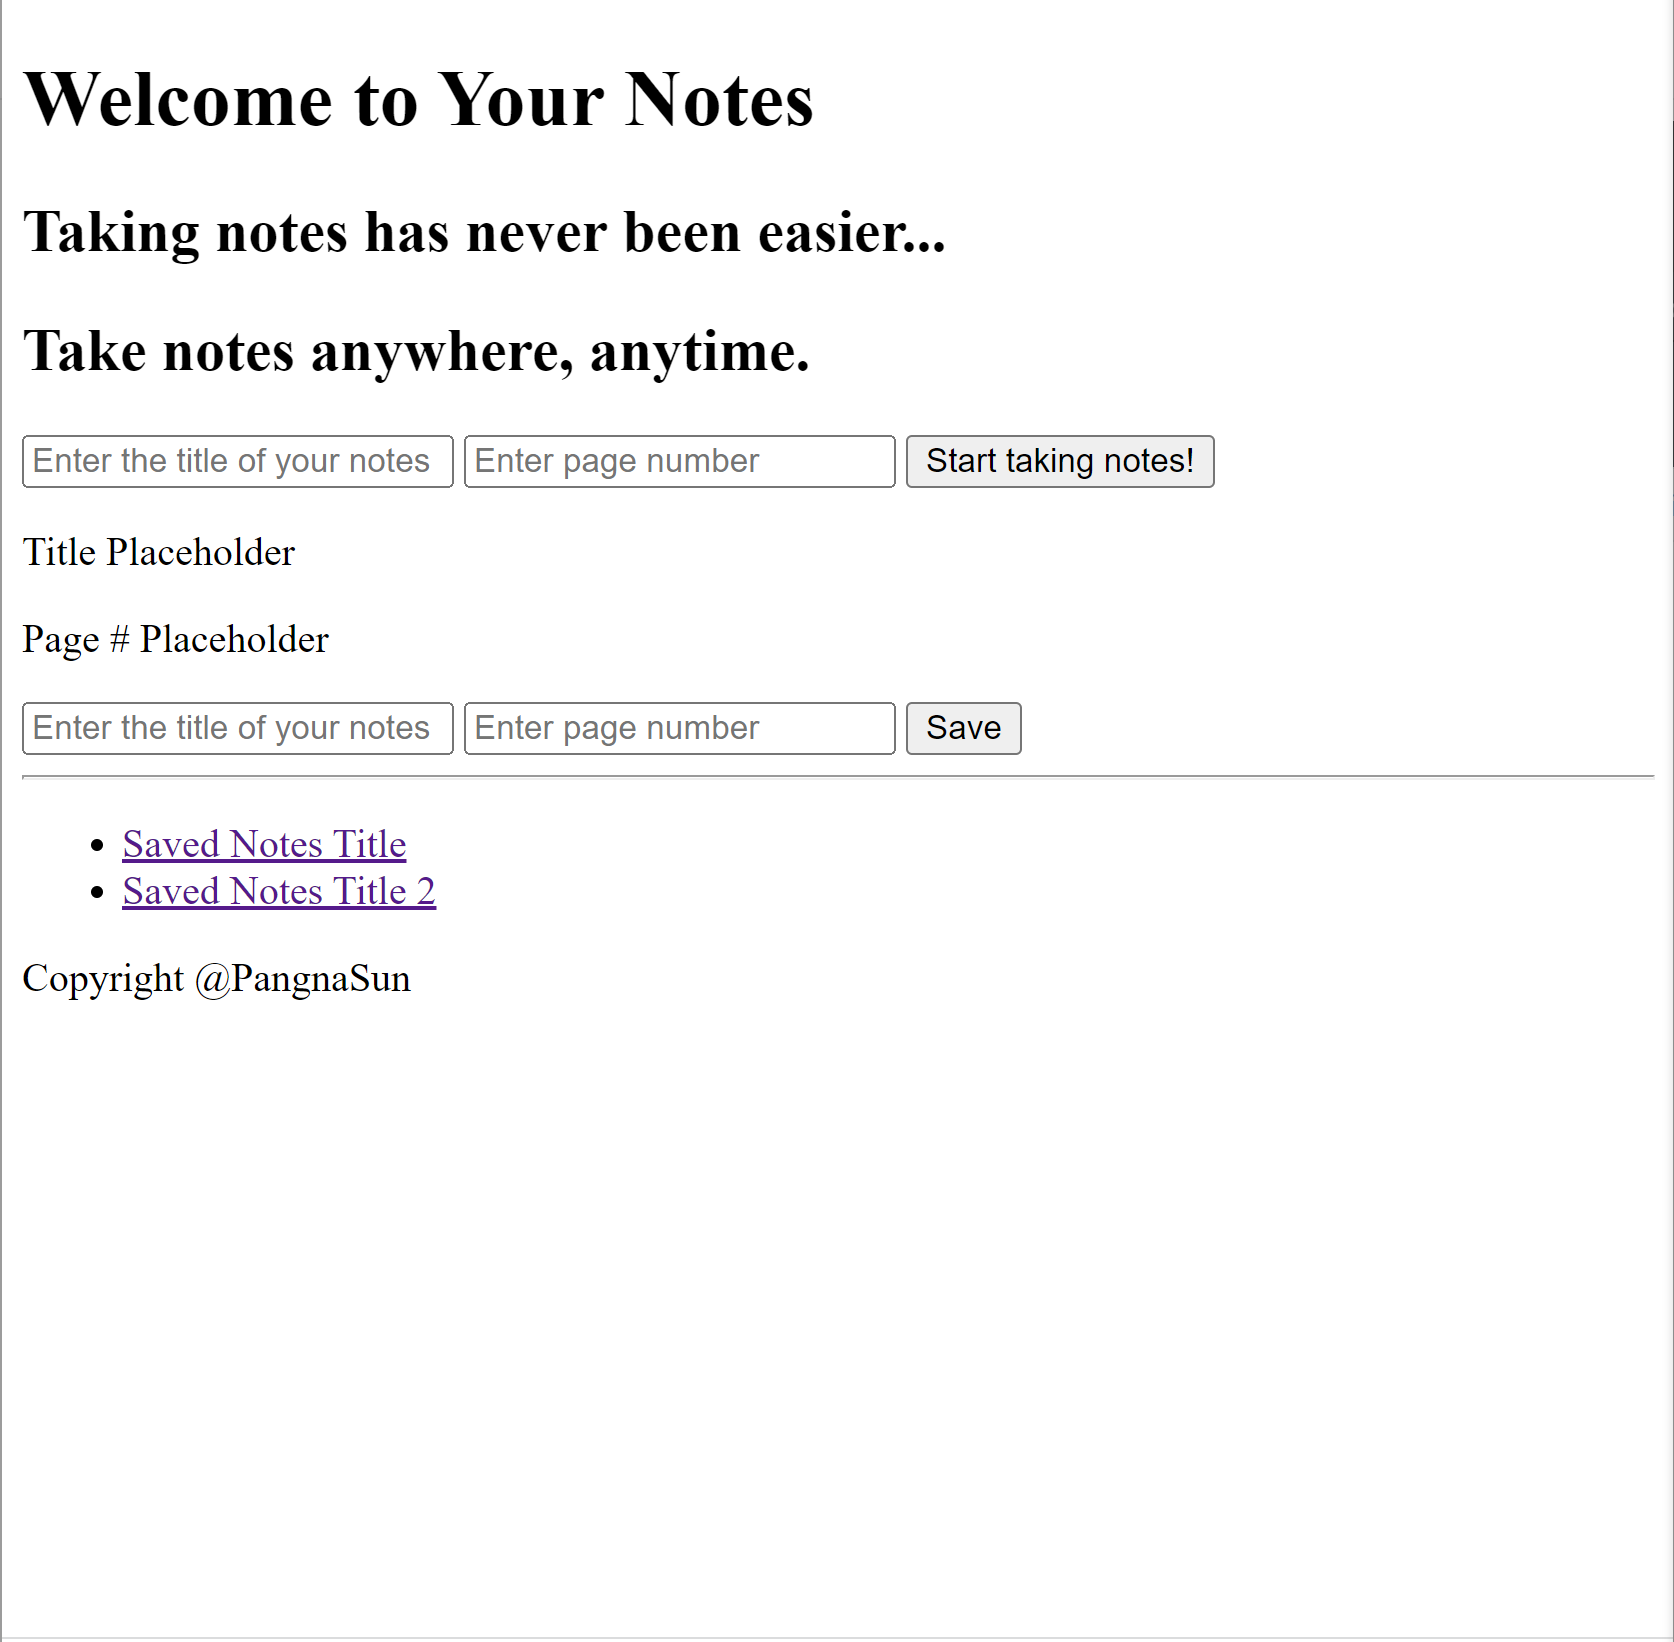 Welcome to Your Notes
Taking notes has never been easier...
Take notes anywhere, anytime.
Enter the title of your notes Enter page number Start taking notes!
Title Placeholder
Page # Placeholder
Enter the title of your notes Enter page number Save
Saved Notes Title
Saved Notes Title 2
Copyright @PangnaSun